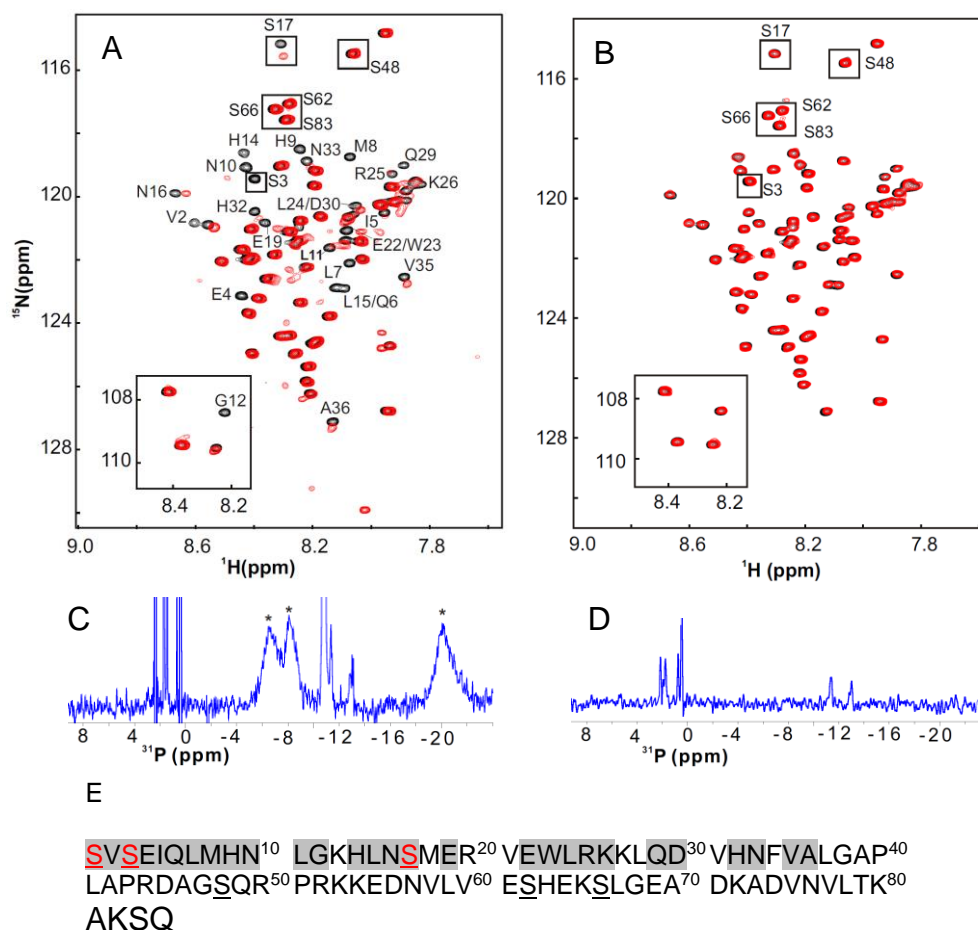 A
S17
S48
S66
S62
S83
H14
H9
N33
M8
N10
R25
Q29
N16
S3
K26
V2
H32
L24/D30
I5
E19
L11
E22/W23
L7
V35
E4
L15/Q6
G12
A36
116
120
124
128
108
110
8.4
8.2
9.0
8.6
8.2
7.8
¹H(ppm)
¹⁵N(ppm)
B
S17
S48
S66
S62
S83
S3
116
120
124
128
108
110
8.4
8.2
9.0
8.6
8.2
7.8
¹H (ppm)
C
* * *
8 4 0 -4 -8 -12 -16 -20
³¹P (ppm)
D
8 4 0 -4 -8 -12 -16 -20
³¹P (ppm)
E
SVSEIQLMHN¹⁰ LGKHLNSMER²⁰ VEWLRKKLQD³⁰ VHNFVALGAP⁴⁰
LAPRDAGSQR⁵⁰ PRKKEDNVLV⁶⁰ ESHEKSLGEA⁷⁰ DKADVNVLTK⁸⁰
AKSQ